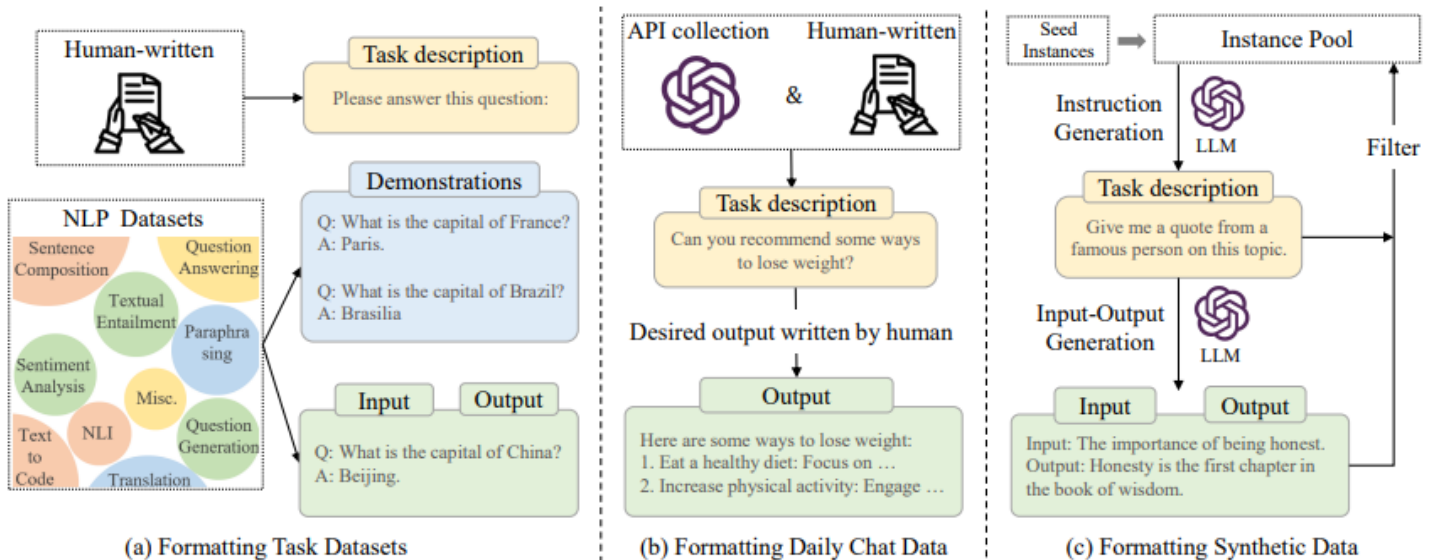 Human-written
Task description
Please answer this question:
NLP Datasets
Sentence
Composition
Question
Answering
Textual
Entailment
Paraphra
sing
Sentiment
Analysis
Misc.
Text
to
Code
NLI
Question
Generation
Translation
Demonstrations
Q: What is the capital of France?
A: Paris.
Q: What is the capital of Brazil?
A: Brasilia
Input
Output
Q: What is the capital of China?
A: Beijing.
(a) Formatting Task Datasets
API collection
Human-written
&
Task description
Can you recommend some ways
to lose weight?
Desired output written by human
Output
Here are some ways to lose weight:
1. Eat a healthy diet: Focus on …
2. Increase physical activity: Engage …
(b) Formatting Daily Chat Data
Seed
Instances
Instance Pool
Instruction
Generation
LLM
Filter
Task description
Give me a quote from a
famous person on this topic.
Input-Output
Generation
LLM
Input
Output
Input: The importance of being honest.
Output: Honesty is the first chapter in
the book of wisdom.
(c) Formatting Synthetic Data